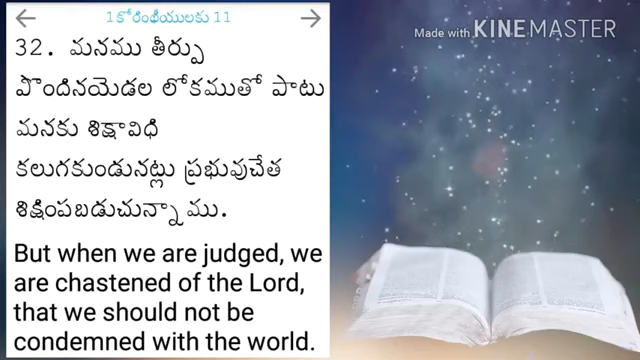 ← 1కోరింథీయులకు 11 →
32. మనము తీర్పు
పొందినయెడల లోకముతో పాటు
మనకు శిక్షావిధి
కలుగకుండునట్లు ప్రభువుచేత
శిక్షింపబడుచున్నా ము.
But when we are judged, we
are chastened of the Lord,
that we should not be
condemned with the world.
Made with KINEMASTER